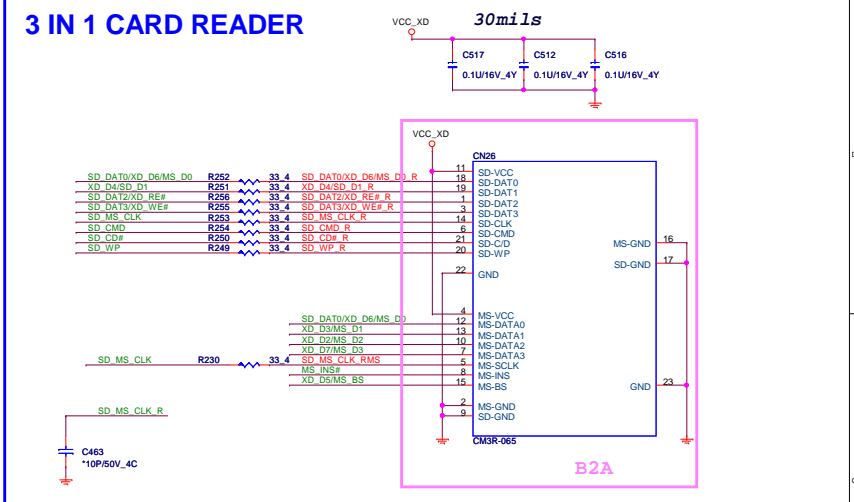 3 IN 1 CARD READER
VCC_XD
30mils
C517
0.1U/16V_4Y
C512
0.1U/16V_4Y
C516
0.1U/16V_4Y
VCC_XD
CN26
SD_DAT0/XD_D6/MS_D0 R252 33_4 SD_DAT0/XD_D6/MS_D0_R 11 SD-VCC
XD_D4/SD_D1 R251 33_4 XD_D4/SD_D1_R 18 SD-DAT0
SD_DAT2/XD_RE# R256 33_4 SD_DAT2/XD_RE#_R 19 SD-DAT1
SD_DAT3/XD_WE# R255 33_4 SD_DAT3/XD_WE#_R 1 SD-DAT2
SD_MS_CLK R253 33_4 SD_MS_CLK_R 3 SD-DAT3
SD_CMD R254 33_4 SD_CMD_R 14 SD-CLK
SD_CD# R250 33_4 SD_CD#_R 6 SD-CMD
SD_WP R249 33_4 SD_WP_R 21 SD-C/D
20 SD-WP
MS-GND 16
SD-GND 17
22 GND
4 MS-VCC
SD_DAT0/XD_D6/MS_D0 12 MS-DATA0
XD_D3/MS_D1 13 MS-DATA1
XD_D2/MS_D2 10 MS-DATA2
XD_D7/MS_D3 7 MS-DATA3
SD_MS_CLK R230 33_4 SD_MS_CLK_RMS 5 MS-SCLK
MS_INS# 8 MS-INS
XD_D5/MS_BS 15 MS-BS
GND 23
2 MS-GND
9 SD-GND
CM3R-065
SD_MS_CLK_R
C463
*10P/50V_4C
B2A